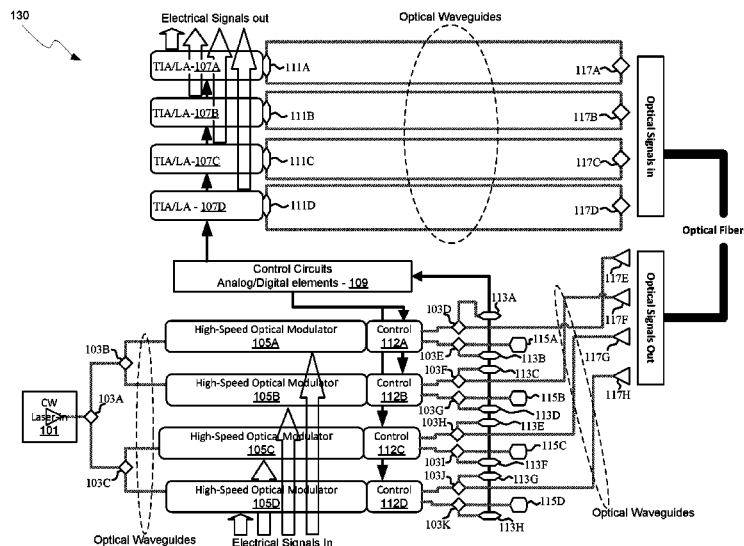 130
Electrical Signals out
Optical Waveguides
TIA/LA-107A
111A
117A
TIA/LA-107B
111B
117B
TIA/LA-107C
111C
117C
TIA/LA - 107D
111D
117D
Optical Signals in
Optical Fiber
Optical Signals Out
Control Circuits
Analog/Digital elements - 109
113A
103D
117E
117F
117G
117H
High-Speed Optical Modulator
105A
Control
112A
103E
115A
113B
103B
103F
113C
High-Speed Optical Modulator
105B
Control
112B
115B
103G
113D
CW
Laser In
101
103A
103H
113E
High-Speed Optical Modulator
105C
Control
112C
115C
103I
113F
103C
103J
113G
High-Speed Optical Modulator
105D
Control
112D
115D
103K
113H
Optical Waveguides
Optical Waveguides
Electrical Signals In